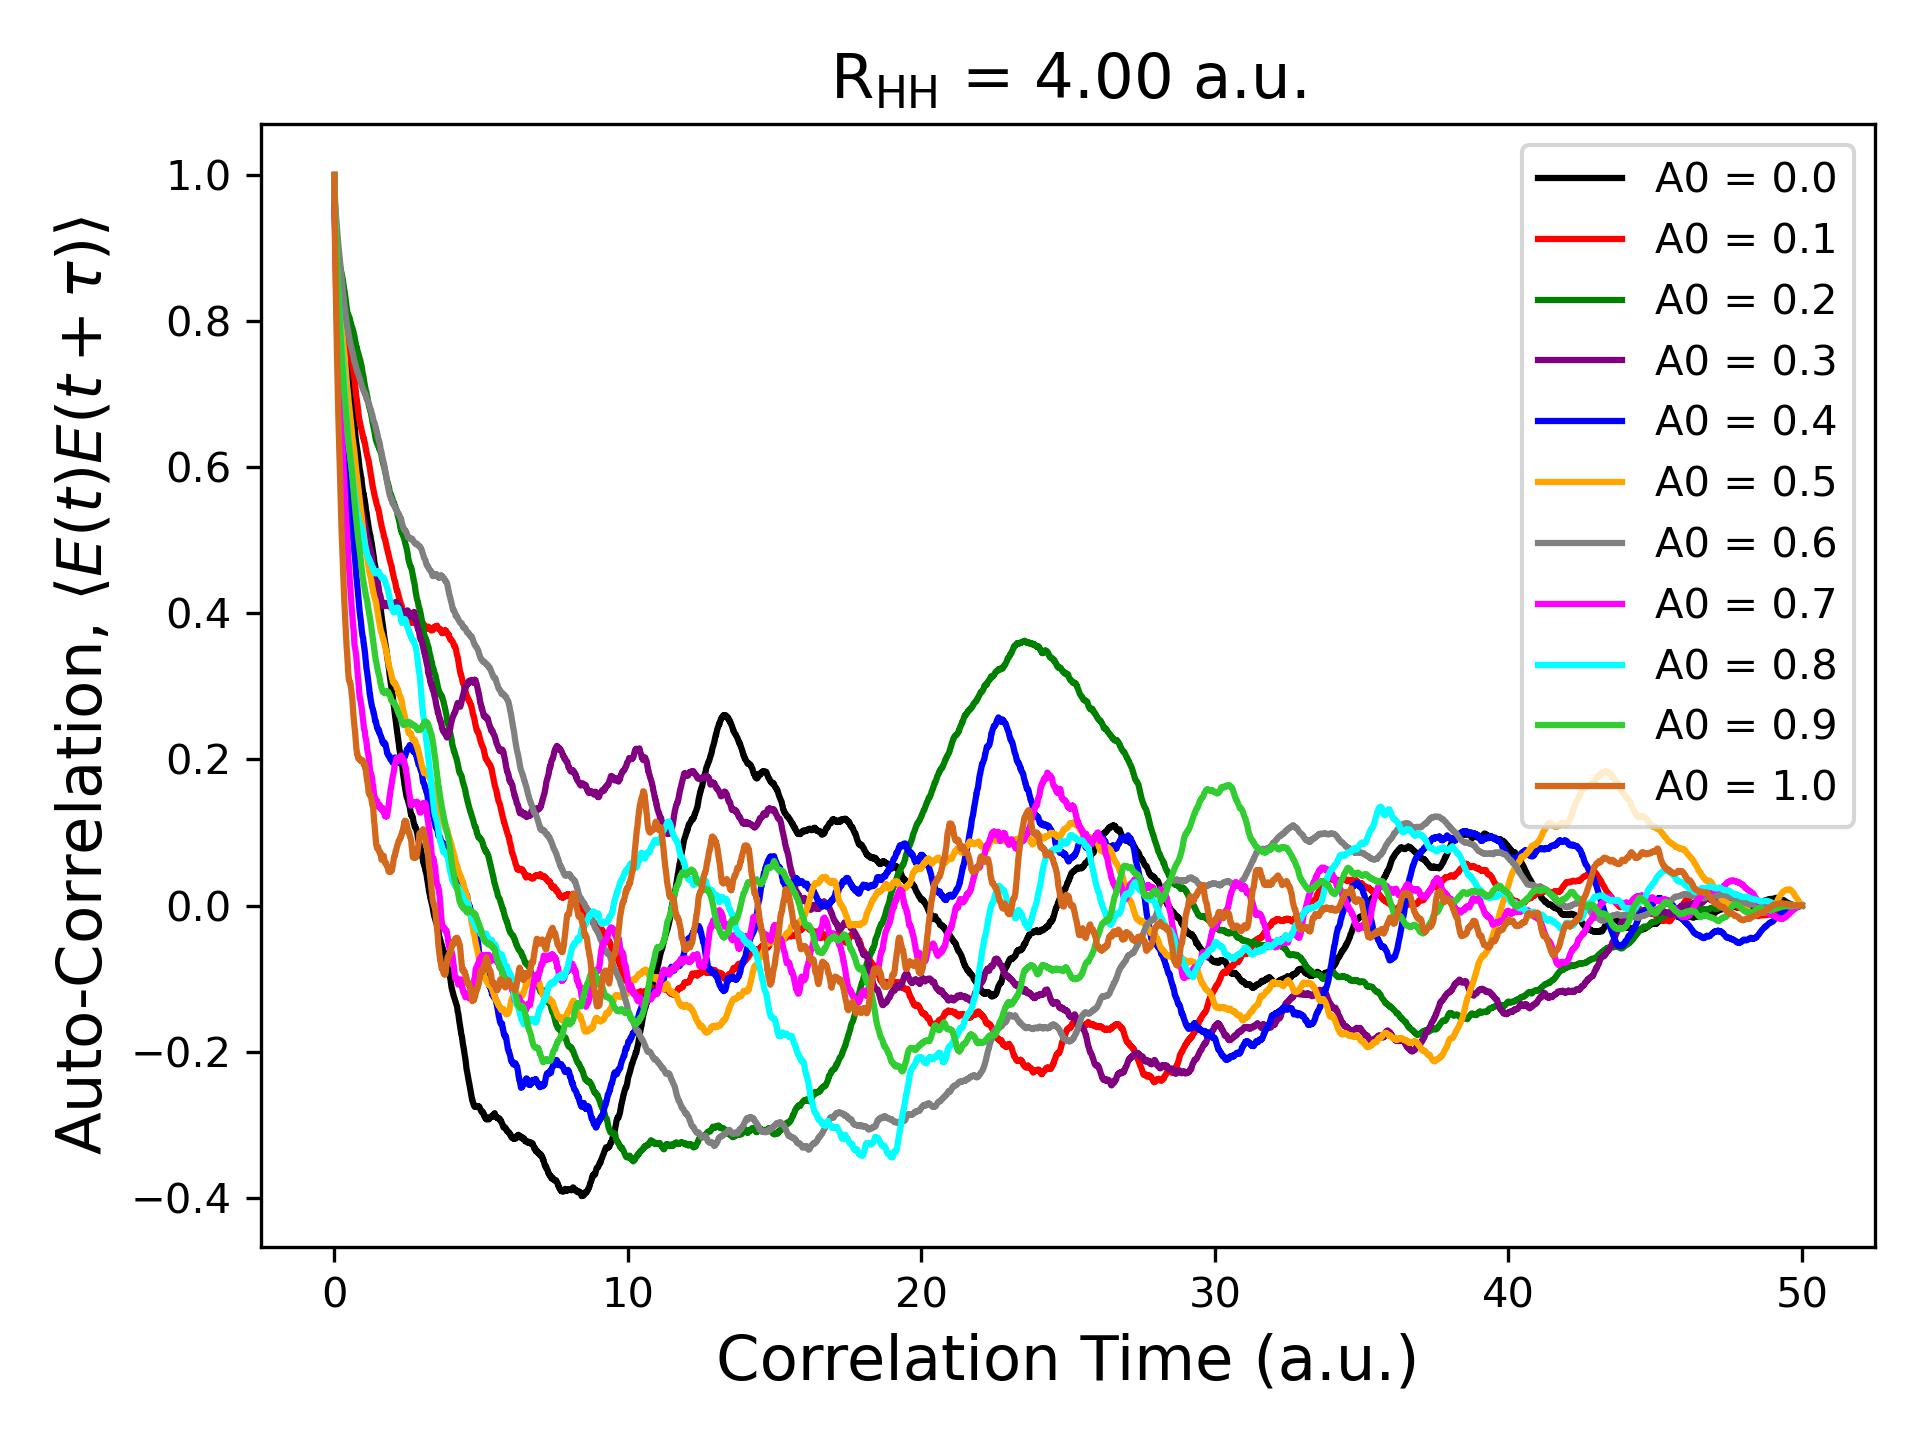 R_HH = 4.00 a.u.
Auto-Correlation, ⟨E(t)E(t + τ)⟩
1.0
0.8
0.6
0.4
0.2
0.0
−0.2
−0.4
A0 = 0.0
A0 = 0.1
A0 = 0.2
A0 = 0.3
A0 = 0.4
A0 = 0.5
A0 = 0.6
A0 = 0.7
A0 = 0.8
A0 = 0.9
A0 = 1.0
0 10 20 30 40 50
Correlation Time (a.u.)